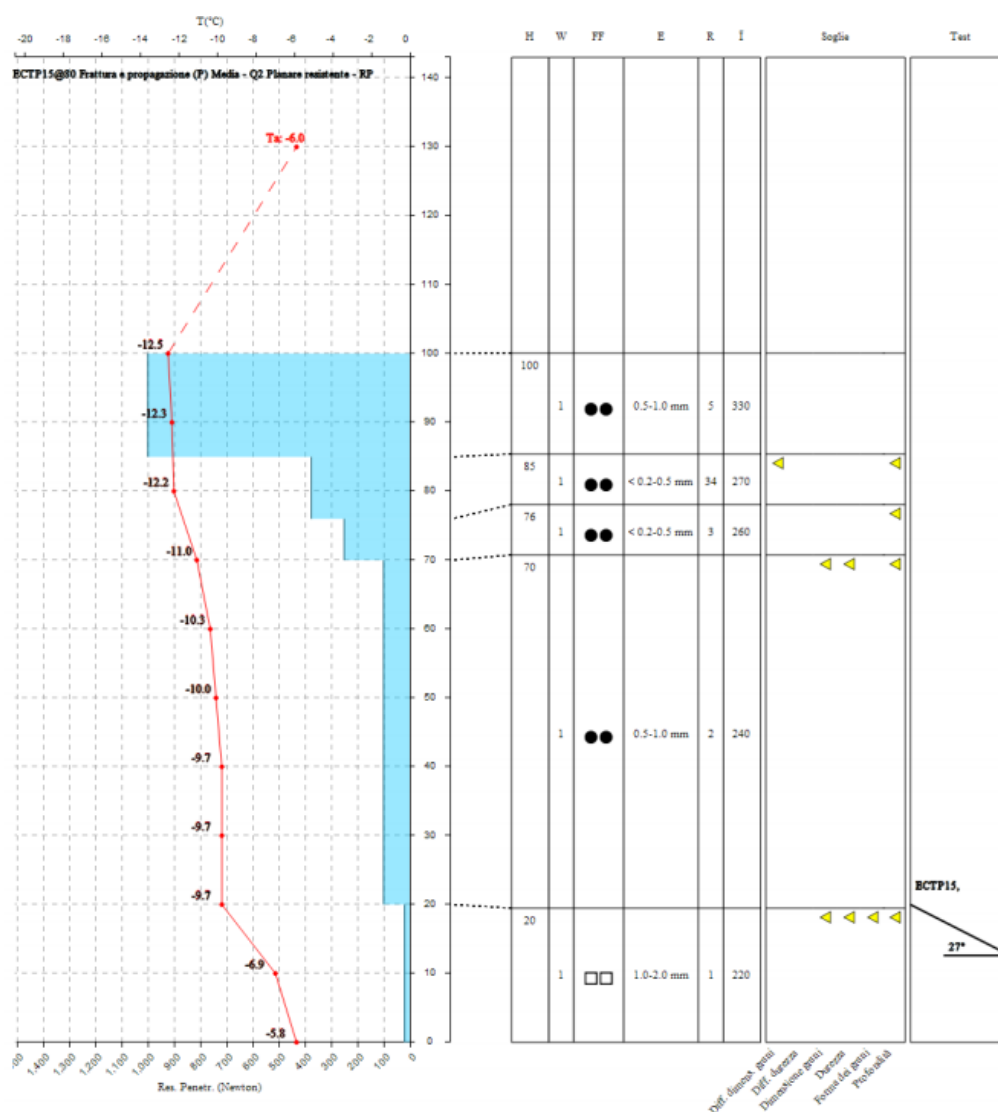 T(°C)
-20 -18 -16 -14 -12 -10 -8 -6 -4 -2 0
H W FF E R I Soglie Test
ECTP15@80 Frattura e propagazione (P) Media - Q2 Planare resistente - RP
140
Ta: -6.0
130
120
110
-12.5
100
100
-12.3
90
1 0.5-1.0 mm 5 330
85
-12.2
80
1 < 0.2-0.5 mm 34 270
76
1 < 0.2-0.5 mm 3 260
-11.0
70
70
-10.3
60
-10.0
50
1 0.5-1.0 mm 2 240
-9.7
40
-9.7
30
-9.7
20
20
ECTP15,
27°
-6.9
10
1 1.0-2.0 mm 1 220
-5.8
0
00 1,400 1,300 1,200 1,100 1,000 900 800 700 600 500 400 300 200 100 0
Res. Penetr. (Newton)
Diff. dimens. grani
Diff. durezza
Dimensione grani
Durezza
Forma dei grani
Profondità